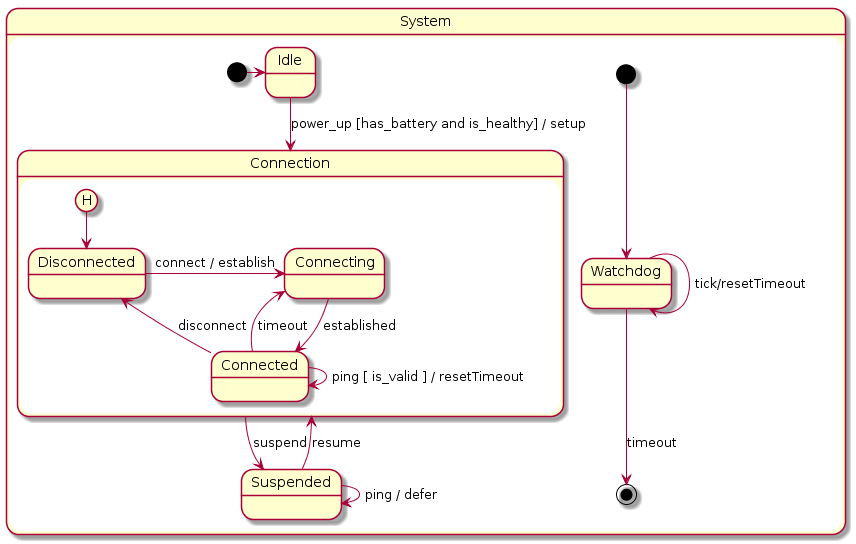 System
Idle
power_up [has_battery and is_healthy] / setup
Connection
H
Disconnected
connect / establish
Connecting
Watchdog
tick/resetTimeout
disconnect
timeout
established
Connected
ping [ is_valid ] / resetTimeout
suspend
resume
timeout
Suspended
ping / defer